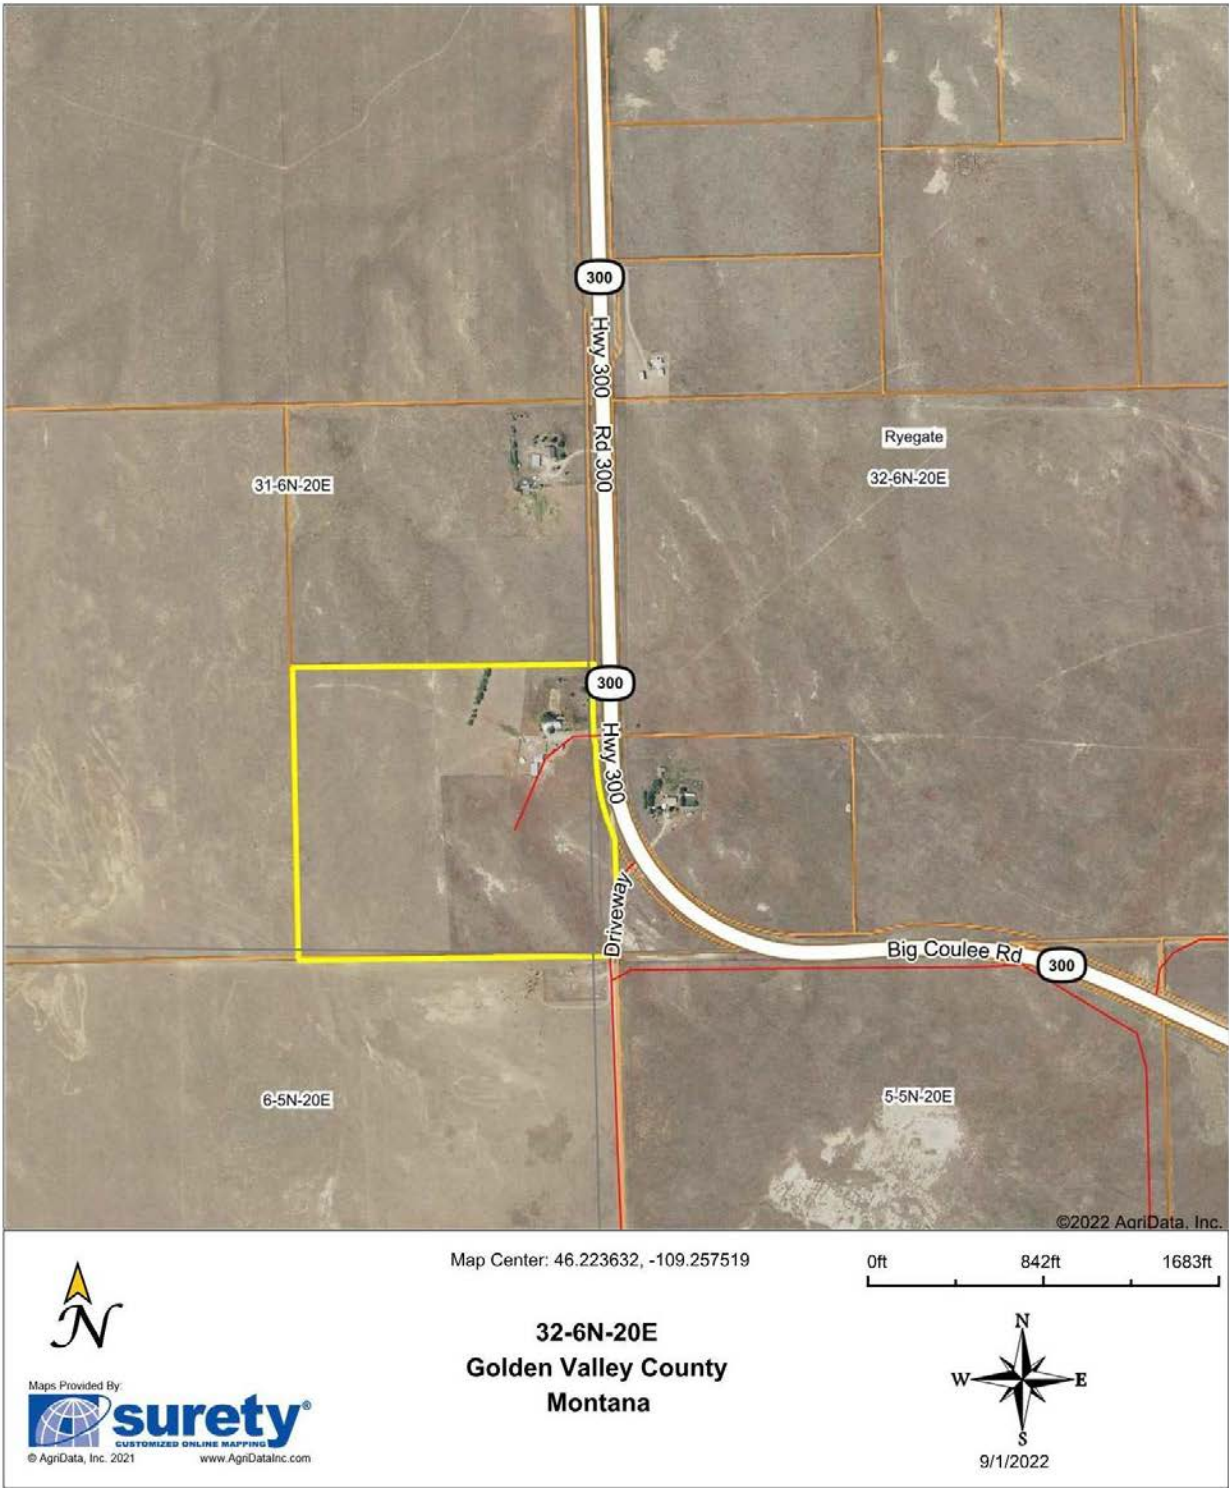 300
Hwy 300
Rd 300
Ryegate
31-6N-20E
32-6N-20E
300
Hwy 300
Driveway
Big Coulee Rd
300
6-5N-20E
5-5N-20E
©2022 AgriData, Inc.
Map Center: 46.223632, -109.257519
0ft 842ft 1683ft
N
32-6N-20E
Golden Valley County
Montana
N
W E
S
9/1/2022
Maps Provided By:
surety®
CUSTOMIZED ONLINE MAPPING
© AgriData, Inc. 2021 www.AgriDataInc.com